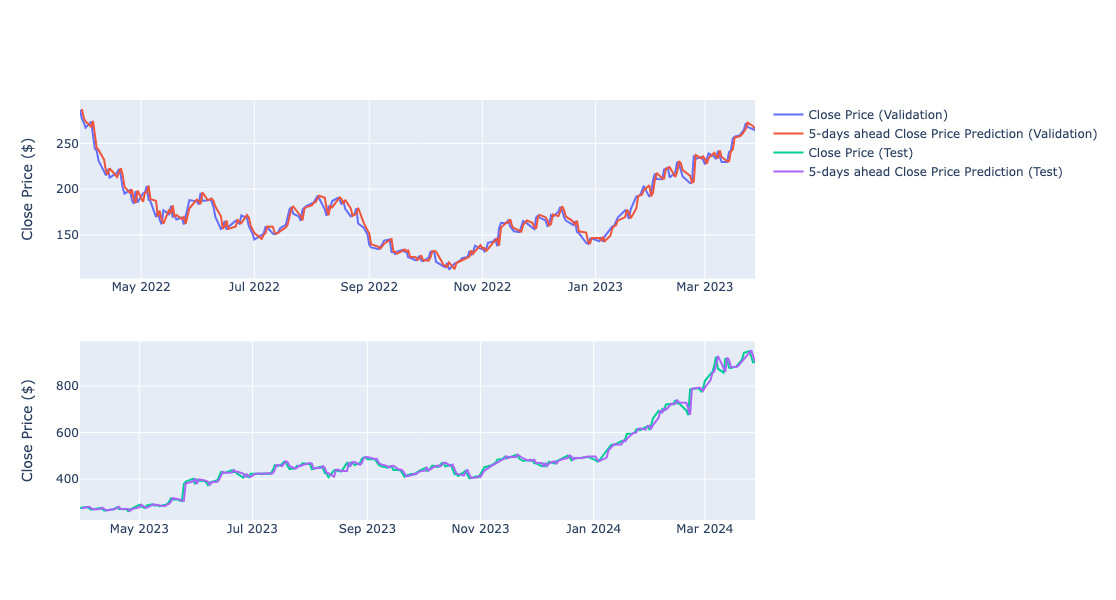 Close Price ($)
250
200
150
May 2022
Jul 2022
Sep 2022
Nov 2022
Jan 2023
Mar 2023
Close Price (Validation)
5-days ahead Close Price Prediction (Validation)
Close Price (Test)
5-days ahead Close Price Prediction (Test)
Close Price ($)
800
600
400
May 2023
Jul 2023
Sep 2023
Nov 2023
Jan 2024
Mar 2024